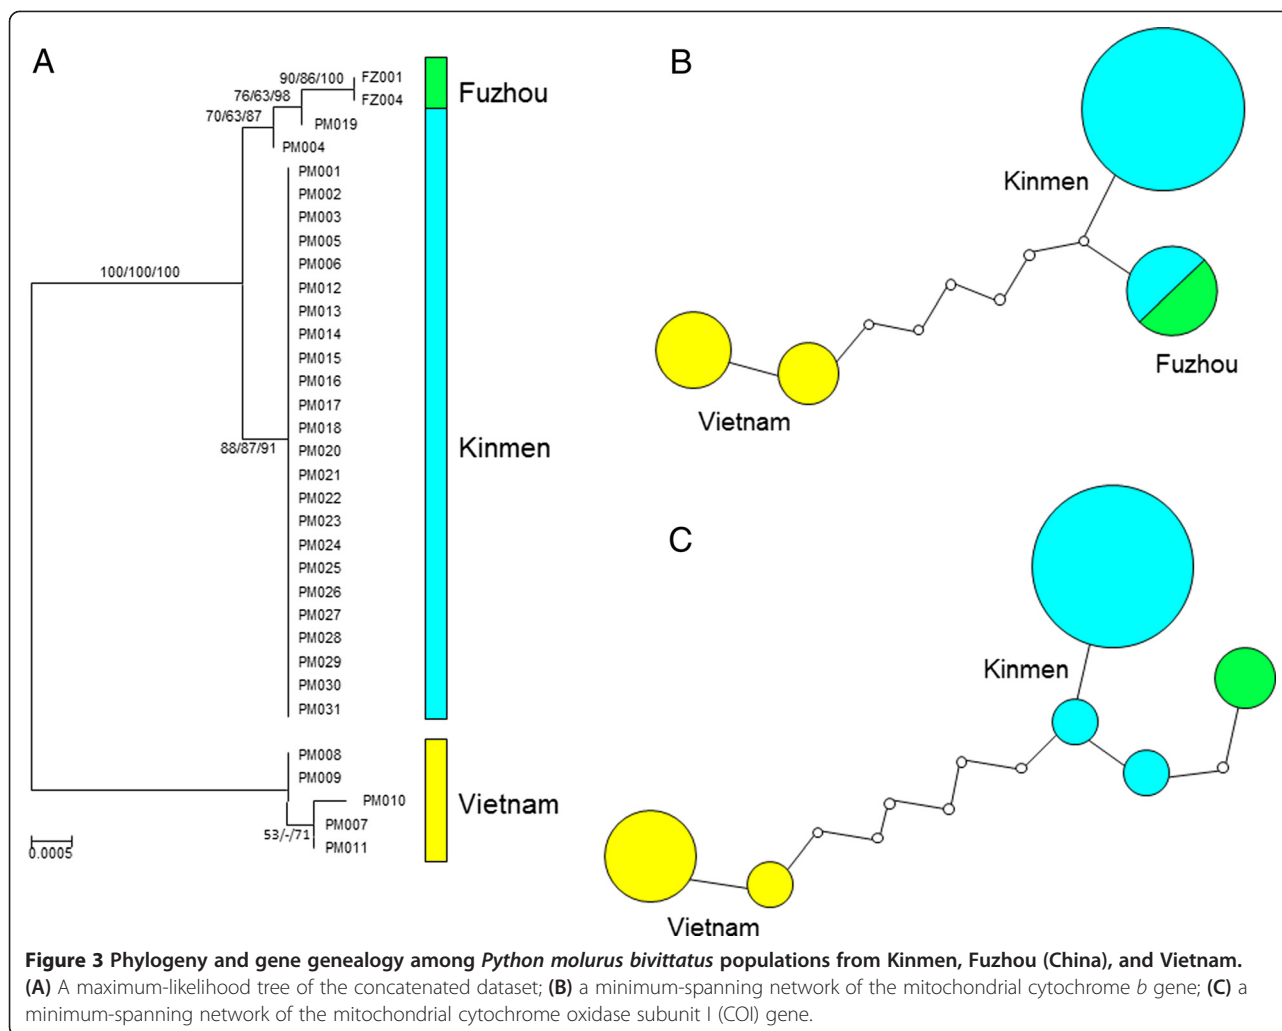 A
90/86/100
FZ001
76/63/98
FZ004
70/63/87
PM019
PM004
PM001
PM002
PM003
PM005
PM006
100/100/100
PM012
PM013
PM014
PM015
PM016
PM017
PM018
88/87/91
PM020
PM021
PM022
PM023
PM024
PM025
PM026
PM027
PM028
PM029
PM030
PM031
PM008
PM009
PM010
PM007
53/-/71
PM011
0.0005
Fuzhou
Kinmen
Vietnam
B
Kinmen
Fuzhou
Vietnam
C
Kinmen
Vietnam
Figure 3 Phylogeny and gene genealogy among Python molurus bivittatus populations from Kinmen, Fuzhou (China), and Vietnam.
(A) A maximum-likelihood tree of the concatenated dataset; (B) a minimum-spanning network of the mitochondrial cytochrome b gene; (C) a
minimum-spanning network of the mitochondrial cytochrome oxidase subunit I (COI) gene.